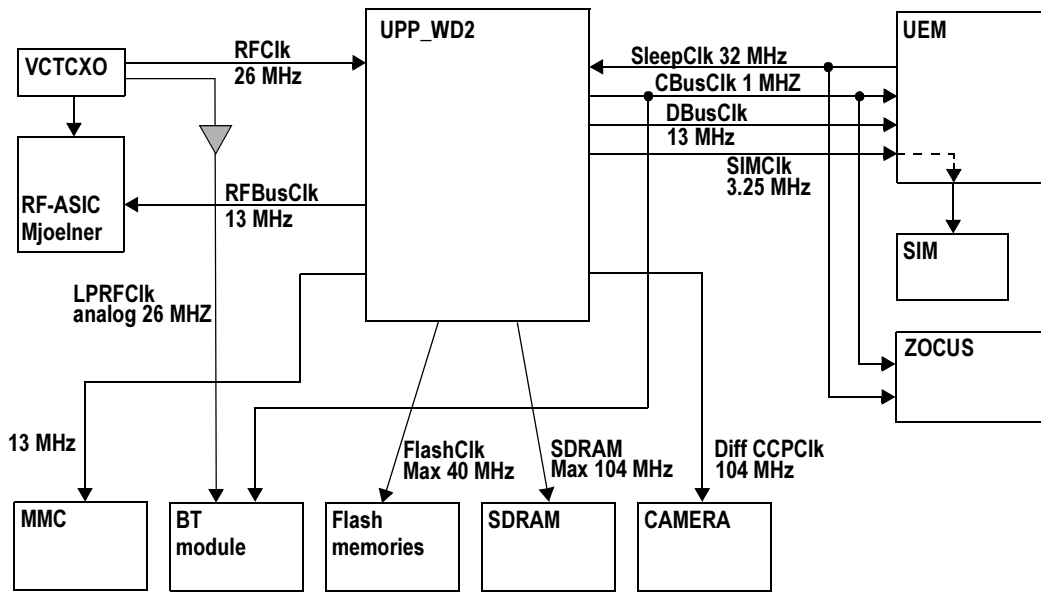 UPP_WD2
UEM
VCTCXO
RFClk
26 MHz
SleepClk 32 MHz
CBusClk 1 MHZ
DBusClk
13 MHz
SIMClk
3.25 MHz
RF-ASIC
Mjoelner
RFBusClk
13 MHz
SIM
LPRFClk
analog 26 MHZ
ZOCUS
13 MHz
FlashClk
Max 40 MHz
SDRAM
Max 104 MHz
Diff CCPClk
104 MHz
MMC
BT
module
Flash
memories
SDRAM
CAMERA